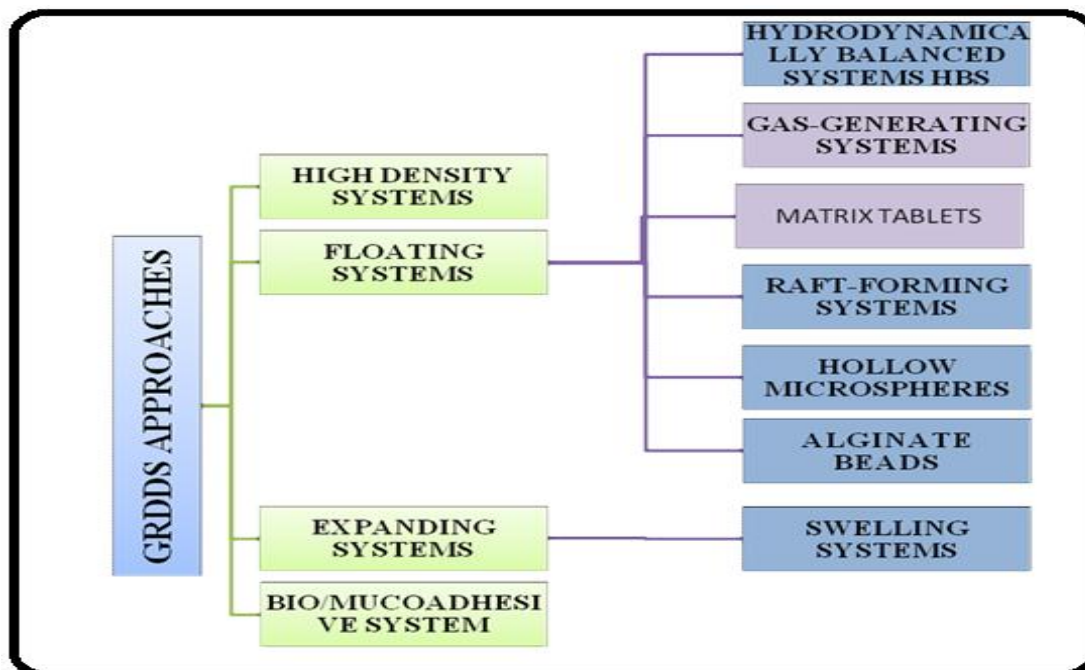 GRDDS APPROACHES
HIGH DENSITY
SYSTEMS
FLOATING
SYSTEMS
EXPANDING
SYSTEMS
BIO/MUCOADHESI
VE SYSTEM
HYDRODYNAMICA
LLY BALANCED
SYSTEMS HBS
GAS-GENERATING
SYSTEMS
MATRIX TABLETS
RAFT-FORMING
SYSTEMS
HOLLOW
MICROSPHERES
ALGINATE
BEADS
SWELLING
SYSTEMS